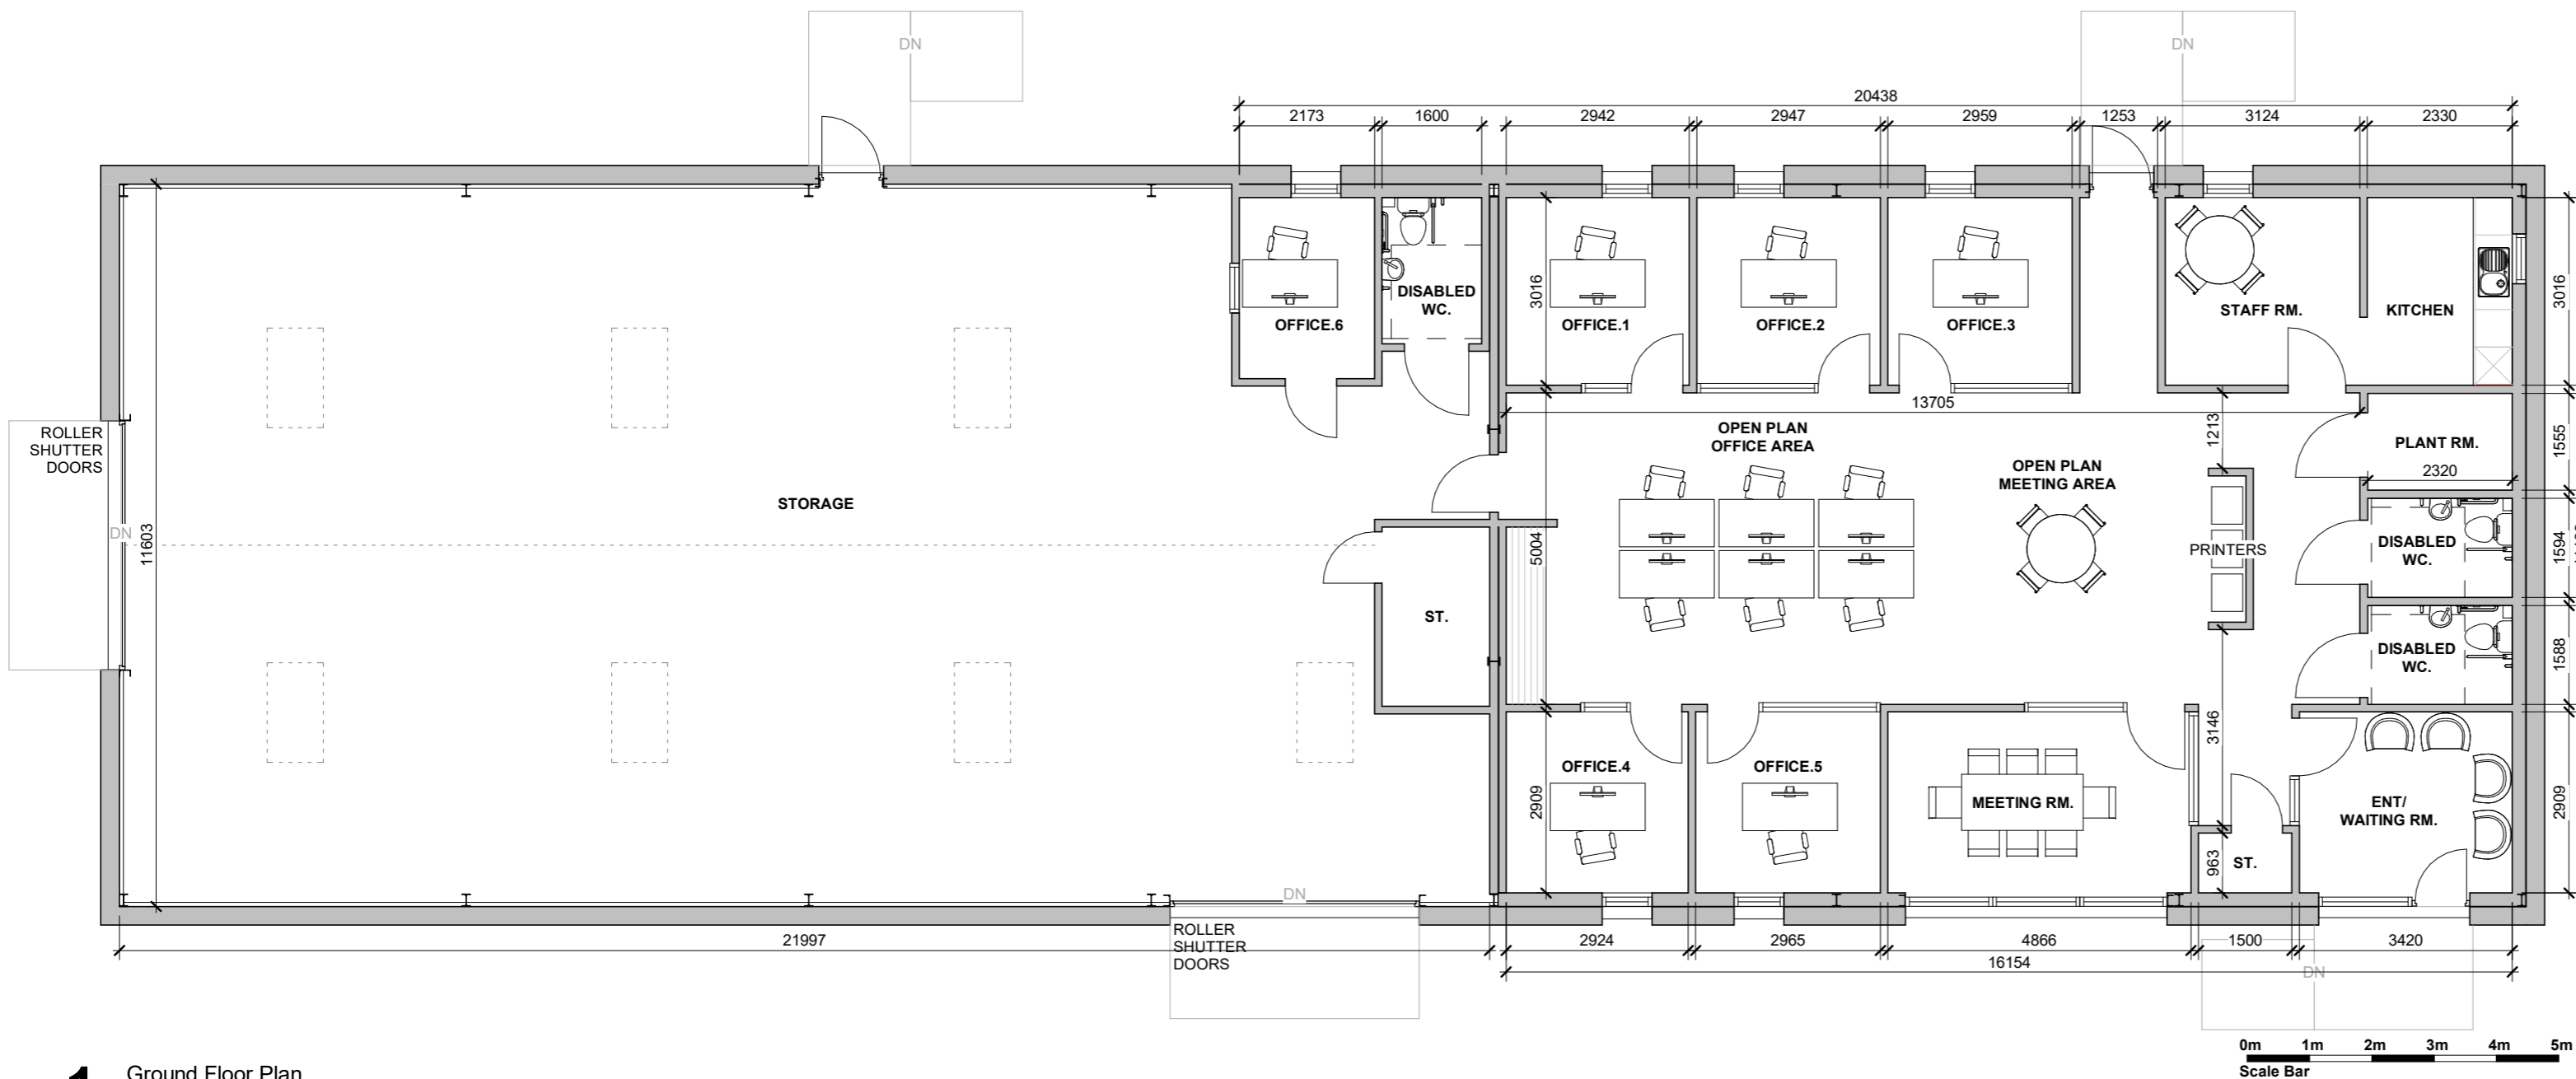 DN
DN
20438
2173
1600
2942
2947
2959
1253
3124
2330
OFFICE.6
DISABLED
WC.
3016
OFFICE.1
OFFICE.2
OFFICE.3
STAFF RM.
KITCHEN
3016
13705
ROLLER
SHUTTER
DOORS
OPEN PLAN
OFFICE AREA
OPEN PLAN
MEETING AREA
1213
PLANT RM.
2320
1555
STORAGE
DN
11603
5004
PRINTERS
DISABLED
WC.
1594
ST.
DISABLED
WC.
1588
3146
OFFICE.4
OFFICE.5
MEETING RM.
ENT/
WAITING RM.
2909
2909
963
ST.
DN
ROLLER
SHUTTER
DOORS
21997
2924
2965
4866
1500
3420
16154
DN
0m 1m 2m 3m 4m 5m
Scale Bar
Ground Floor Plan